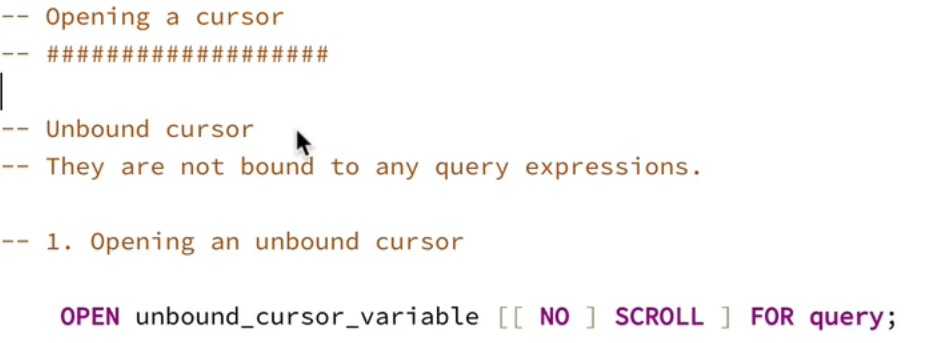 -- Opening a cursor
-- ###################
-- Unbound cursor
-- They are not bound to any query expressions.
-- 1. Opening an unbound cursor
OPEN unbound_cursor_variable [[ NO ] SCROLL ] FOR query;